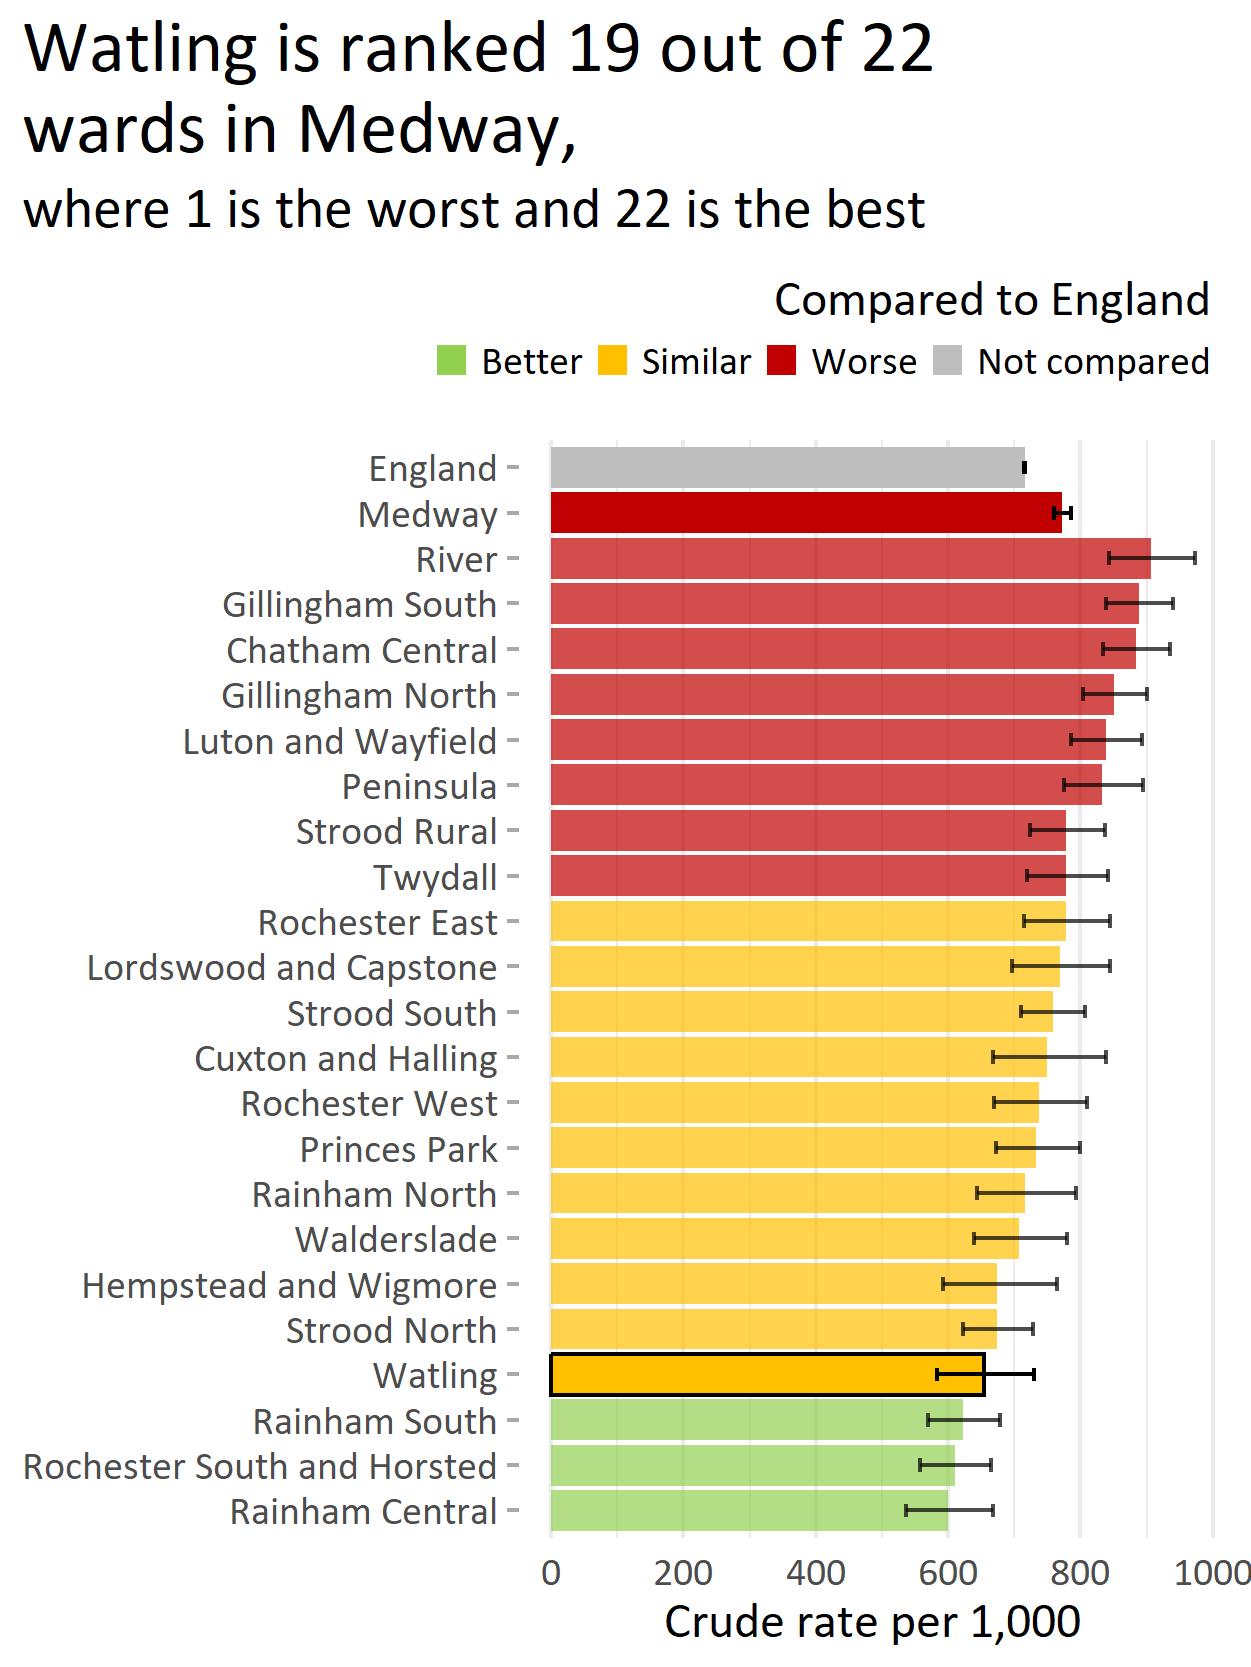 Watling is ranked 19 out of 22
wards in Medway,
where 1 is the worst and 22 is the best
Compared to England
Better Similar Worse Not compared
England
Medway
River
Gillingham South
Chatham Central
Gillingham North
Luton and Wayfield
Peninsula
Strood Rural
Twydall
Rochester East
Lordswood and Capstone
Strood South
Cuxton and Halling
Rochester West
Princes Park
Rainham North
Walderslade
Hempstead and Wigmore
Strood North
Watling
Rainham South
Rochester South and Horsted
Rainham Central
0 200 400 600 800 1000
Crude rate per 1,000